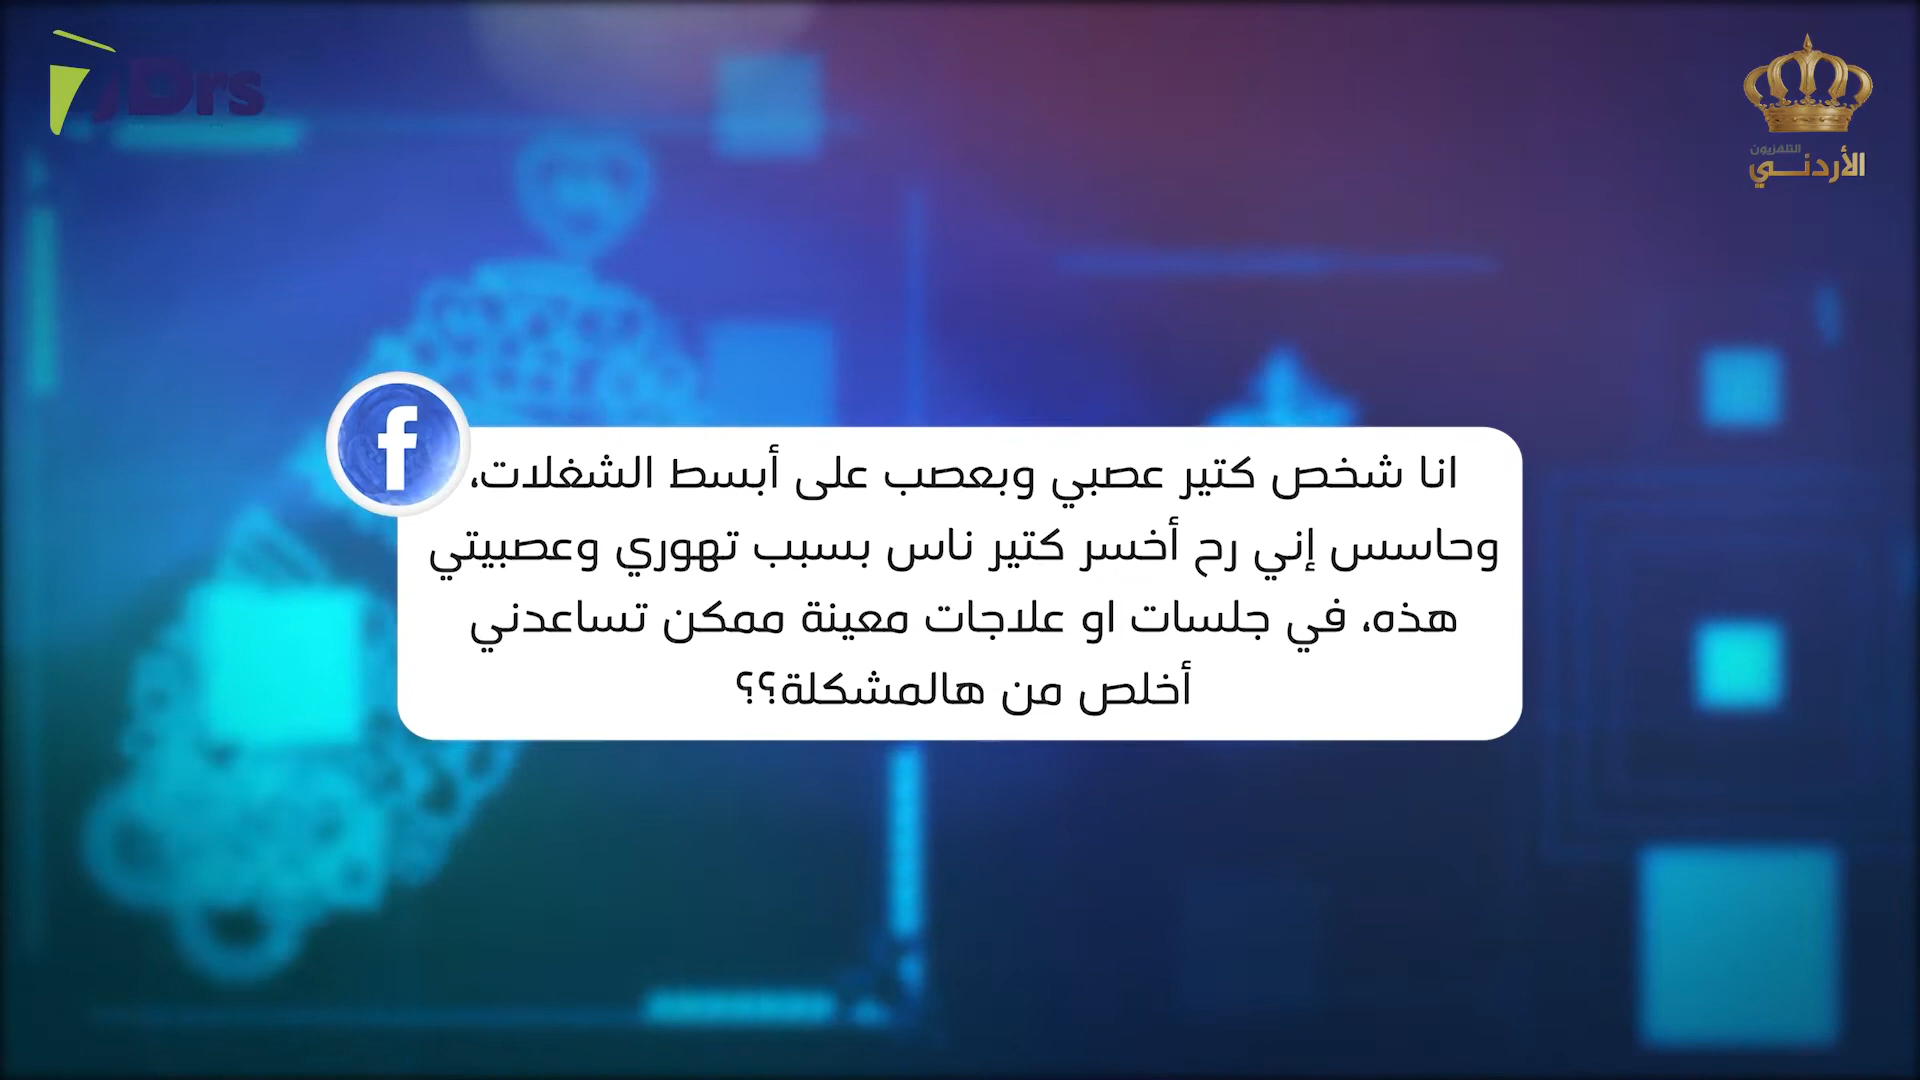 jDrs
التلفزيون
الأردنـــي
انا شخص كتير عصبي وبعصب على أبسط الشغلات،
وحاسس إني رح أخسر كتير ناس بسبب تهوري وعصبيتي
هذه، في جلسات او علاجات معينة ممكن تساعدني
أخلص من هالمشكلة؟؟